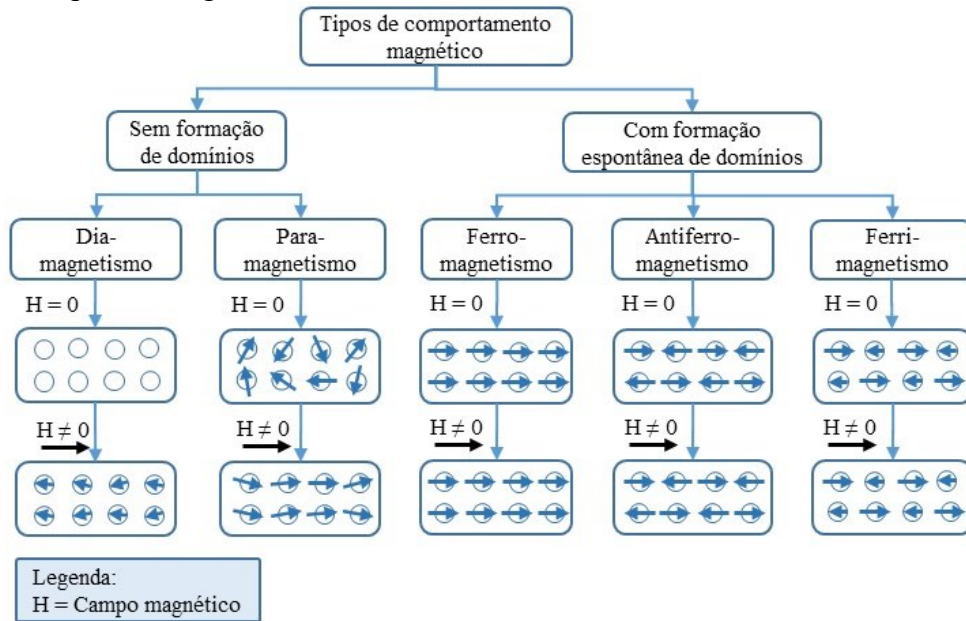 Tipos de comportamento
magnético
Sem formação
de domínios
Com formação
espontânea de domínios
Dia-
magnetismo
Para-
magnetismo
Ferro-
magnetismo
Antiferro-
magnetismo
Ferri-
magnetismo
H = 0
H = 0
H = 0
H = 0
H = 0
H ≠ 0
H ≠ 0
H ≠ 0
H ≠ 0
H ≠ 0
Legenda:
H = Campo magnético